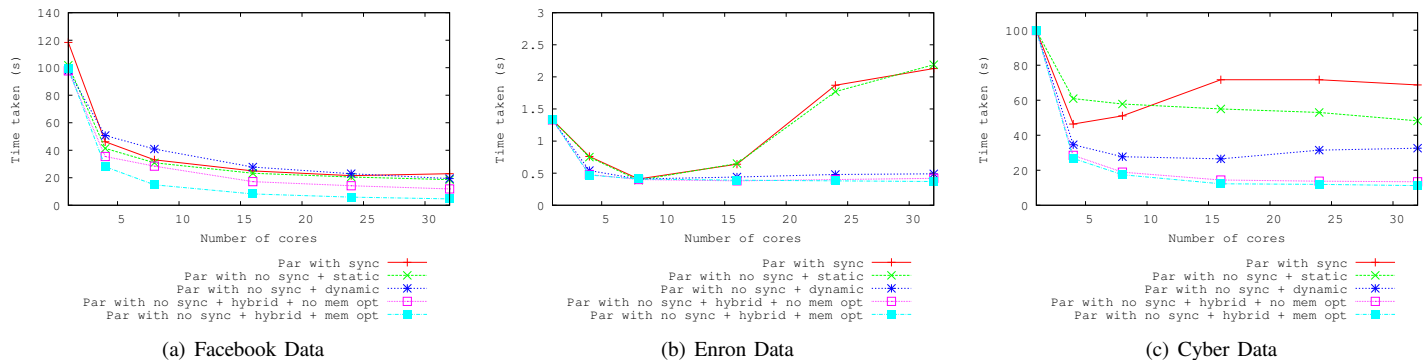 140
120
100
80
60
40
20
0
Time taken (s)
5 10 15 20 25 30
Number of cores
Par with sync
Par with no sync + static
Par with no sync + dynamic
Par with no sync + hybrid + no mem opt
Par with no sync + hybrid + mem opt
(a) Facebook Data
3
2.5
2
1.5
1
0.5
0
Time taken (s)
5 10 15 20 25 30
Number of cores
Par with sync
Par with no sync + static
Par with no sync + dynamic
Par with no sync + hybrid + no mem opt
Par with no sync + hybrid + mem opt
(b) Enron Data
100
80
60
40
20
0
Time taken (s)
5 10 15 20 25 30
Number of cores
Par with sync
Par with no sync + static
Par with no sync + dynamic
Par with no sync + hybrid + no mem opt
Par with no sync + hybrid + mem opt
(c) Cyber Data